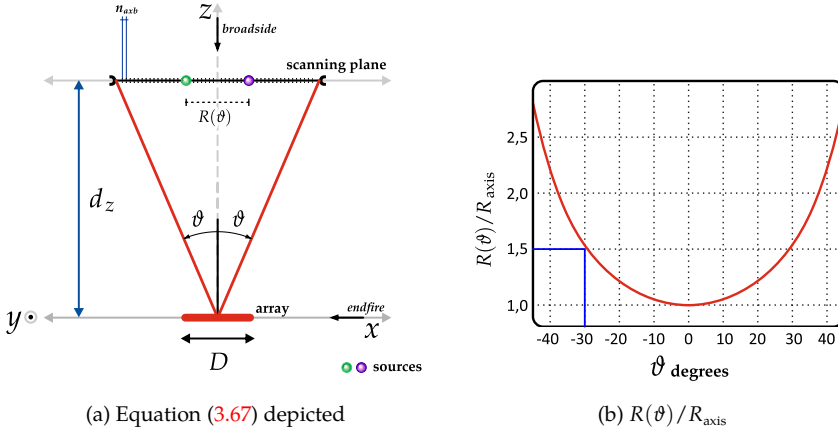 n_axb
z
broadside
scanning plane
R(ϑ)
d_z
ϑ ϑ
array
endfire
y
x
D
sources
(a) Equation (3.67) depicted
R(ϑ)/R_axis
2,5
2,0
1,5
1,0
-40 -30 -20 -10 0 10 20 30 40
ϑ degrees
(b) R(ϑ)/R_axis